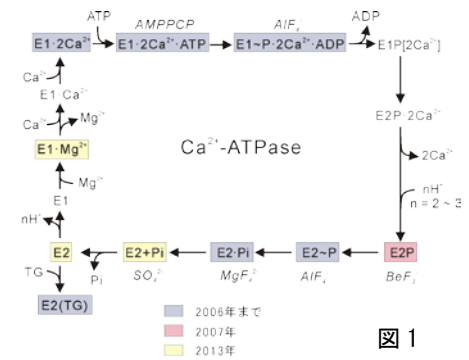 ATP
AMPPCP
AlF₄⁻
ADP
E1·2Ca²⁺
E1·2Ca²⁺·ATP
E1~P·2Ca²⁺·ADP
E1P[2Ca²⁺]
Ca²⁺
E1·Ca²⁺
Ca²⁺
Mg²⁺
E1·Mg²⁺
Mg²⁺
E1
nH⁺
Ca²⁺-ATPase
E2P·2Ca²⁺
2Ca²⁺
nH⁺
n = 2 ~ 3
E2
E2+Pi
E2·Pi
E2~P
E2P
TG
Pi
SO₄²⁻
MgF₄²⁻
AlF₄⁻
BeF₃⁻
E2(TG)
2006年まで
2007年
2013年
図 1